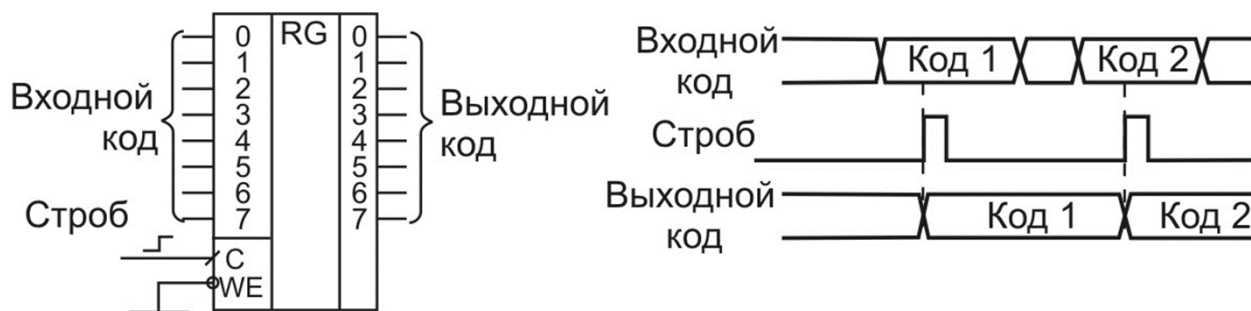 Входной
код
0 RG 0
1 1
2 2
3 3
4 4
5 5
6 6
7 7
Выходной
код
Строб
C
WE
Входной
код
Код 1 Код 2
Строб
Выходной
код
Код 1 Код 2